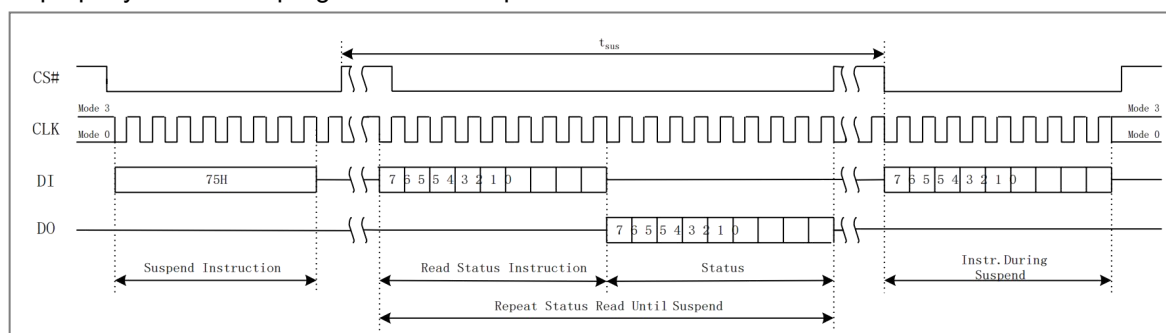 t_sus
CS#
Mode 3 Mode 3
CLK
Mode 0 Mode 0
DI 75H 7 6 5 5 4 3 2 1 0 7 6 5 5 4 3 2 1 0
DO 7 6 5 5 4 3 2 1 0
Suspend Instruction Read Status Instruction Status Instr.During
Suspend
Repeat Status Read Until Suspend